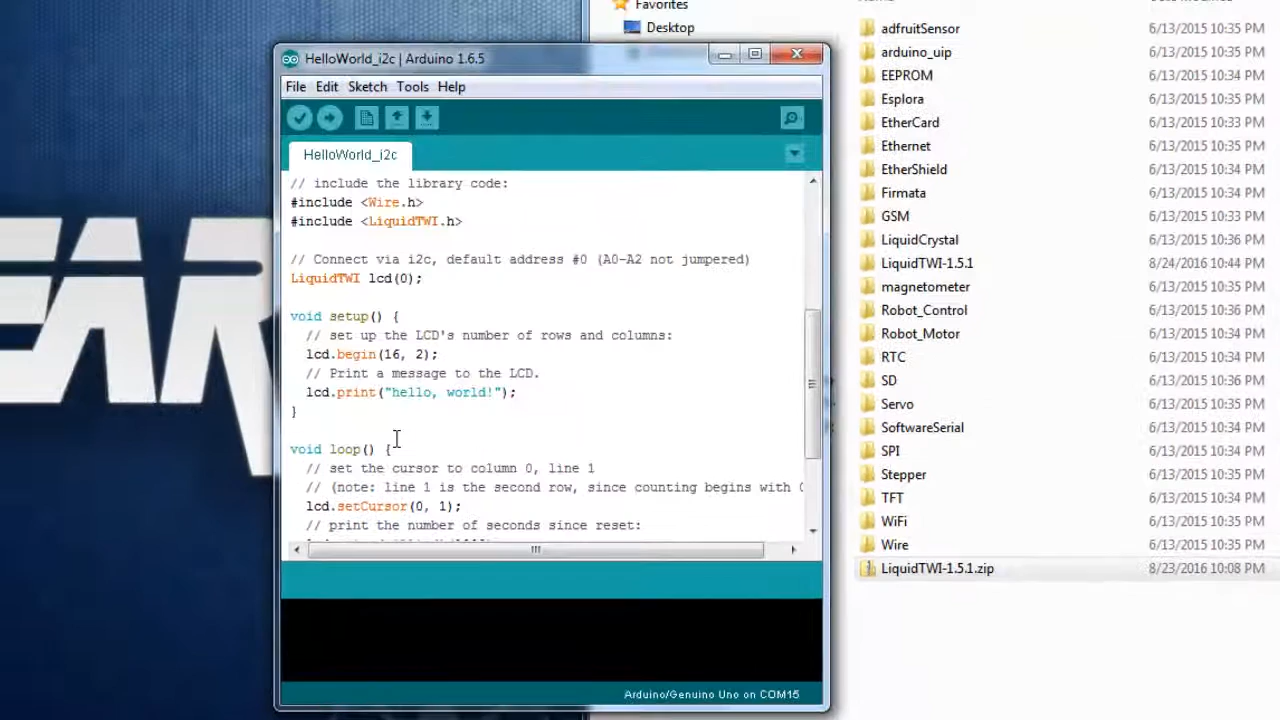 HelloWorld_i2c | Arduino 1.6.5
File Edit Sketch Tools Help
HelloWorld_i2c
// include the library code:
#include <Wire.h>
#include <LiquidTWI.h>
// Connect via i2c, default address #0 (A0-A2 not jumpered)
LiquidTWI lcd(0);
void setup() {
// set up the LCD's number of rows and columns:
lcd.begin(16, 2);
// Print a message to the LCD.
lcd.print("hello, world!");
}
void loop() {
// set the cursor to column 0, line 1
// (note: line 1 is the second row, since counting begins with 0
lcd.setCursor(0, 1);
// print the number of seconds since reset:
Arduino/Genuino Uno on COM15
Favorites
Desktop
adfruitSensor 6/13/2015 10:35 PM
arduino_uip 6/13/2015 10:35 PM
EEPROM 6/13/2015 10:34 PM
Esplora 6/13/2015 10:35 PM
EtherCard 6/13/2015 10:33 PM
Ethernet 6/13/2015 10:35 PM
EtherShield 6/13/2015 10:34 PM
Firmata 6/13/2015 10:34 PM
GSM 6/13/2015 10:33 PM
LiquidCrystal 6/13/2015 10:36 PM
LiquidTWI-1.5.1 8/24/2016 10:44 PM
magnetometer 6/13/2015 10:35 PM
Robot_Control 6/13/2015 10:36 PM
Robot_Motor 6/13/2015 10:34 PM
RTC 6/13/2015 10:35 PM
SD 6/13/2015 10:36 PM
Servo 6/13/2015 10:35 PM
SoftwareSerial 6/13/2015 10:34 PM
SPI 6/13/2015 10:35 PM
Stepper 6/13/2015 10:34 PM
TFT 6/13/2015 10:34 PM
WiFi 6/13/2015 10:35 PM
Wire 6/13/2015 10:35 PM
LiquidTWI-1.5.1.zip 8/23/2016 10:08 PM